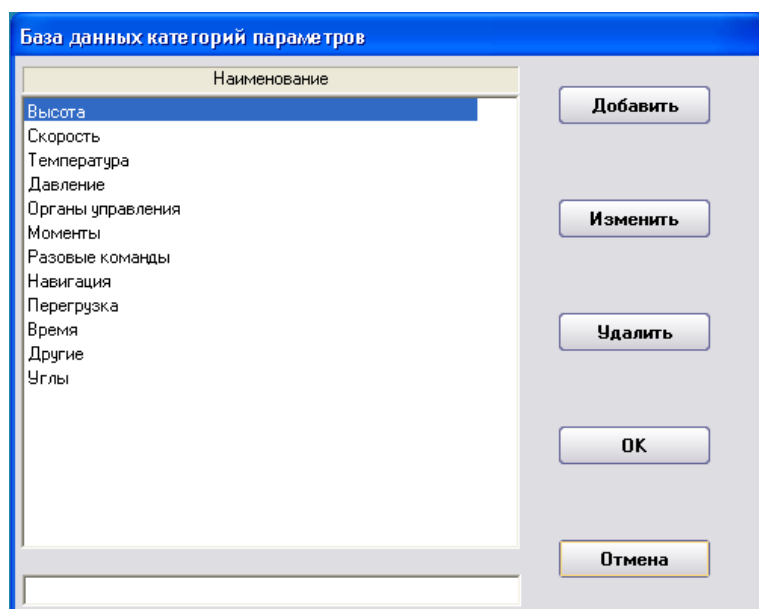 База данных категорий параметров
Наименование
Высота
Скорость
Температура
Давление
Органы управления
Моменты
Разовые команды
Навигация
Перегрузка
Время
Другие
Углы
Добавить
Изменить
Удалить
ОК
Отмена